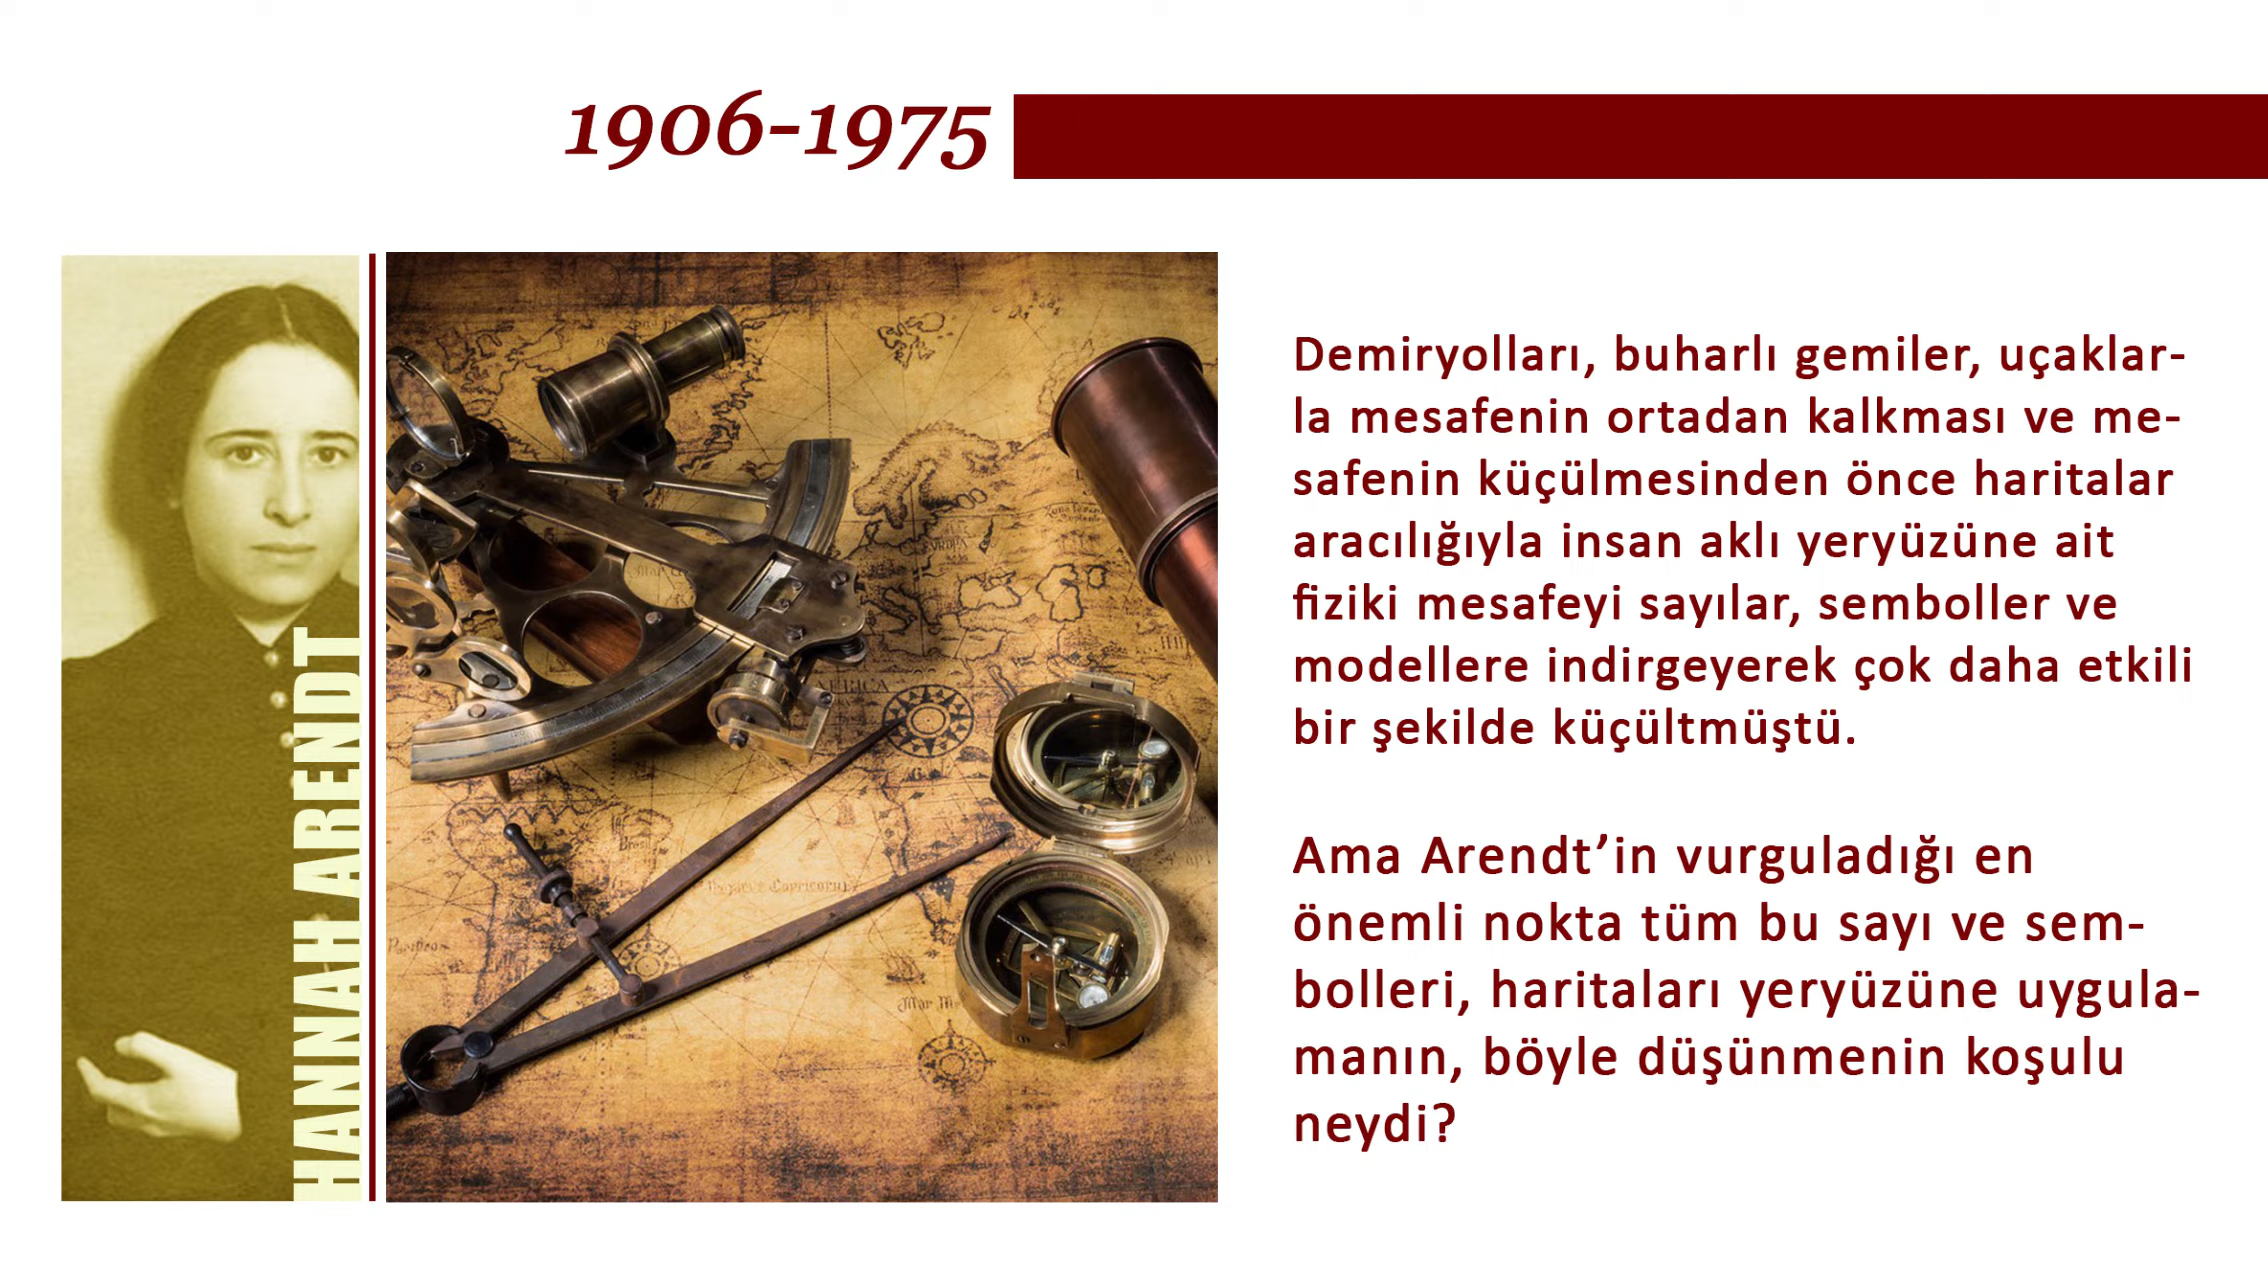 1906-1975
HANNAH ARENDT
Demiryolları, buharlı gemiler, uçaklar-
la mesafenin ortadan kalkması ve me-
safenin küçülmesinden önce haritalar
aracılığıyla insan aklı yeryüzüne ait
fiziki mesafeyi sayılar, semboller ve
modellere indirgeyerek çok daha etkili
bir şekilde küçültmüştü.
Ama Arendt’in vurguladığı en
önemli nokta tüm bu sayı ve sem-
bolleri, haritaları yeryüzüne uygula-
manın, böyle düşünmenin koşulu
neydi?